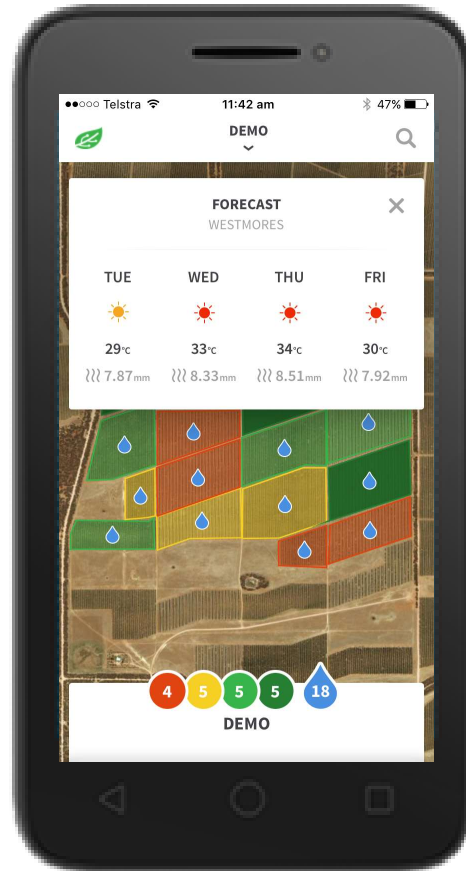 Telstra 11:42 am 47%
DEMO
FORECAST
WESTMORES
TUE WED THU FRI
29°C 33°C 34°C 30°C
7.87mm 8.33mm 8.51mm 7.92mm
4 5 5 5 18
DEMO